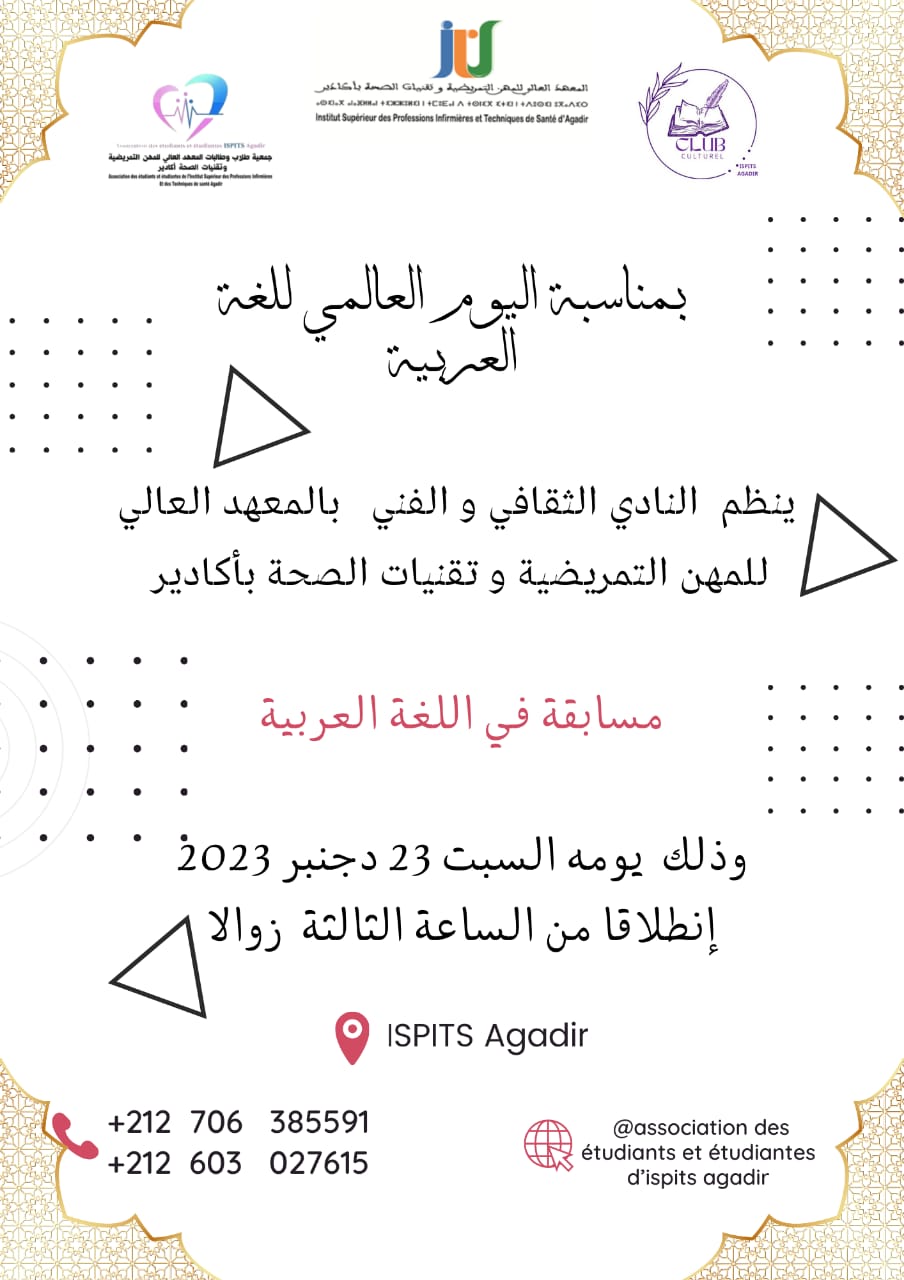 المعهد العالي للمهن التمريضية و تقنيات الصحة بأكادير
Institut Supérieur des Professions Infirmières et Techniques de Santé d'Agadir
Association des étudiants et étudiantes ISPITS Agadir
جمعية طلاب وطالبات المعهد العالي للمهن التمريضية
وتقنيات الصحة أكادير
Association des étudiants et étudiantes de l'Institut Supérieur des Professions Infirmières
Et des Techniques de santé Agadir
CLUB
CULTUREL
ISPITS
AGADIR
بمناسبة اليوم العالمي للغة
العربية
ينظم النادي الثقافي و الفني بالمعهد العالي
للمهن التمريضية و تقنيات الصحة بأكادير
مسابقة في اللغة العربية
وذلك يومه السبت 23 دجنبر 2023
إنطلاقا من الساعة الثالثة زوالا
ISPITS Agadir
+212 706 385591
+212 603 027615
@association des
étudiants et étudiantes
d'ispits agadir